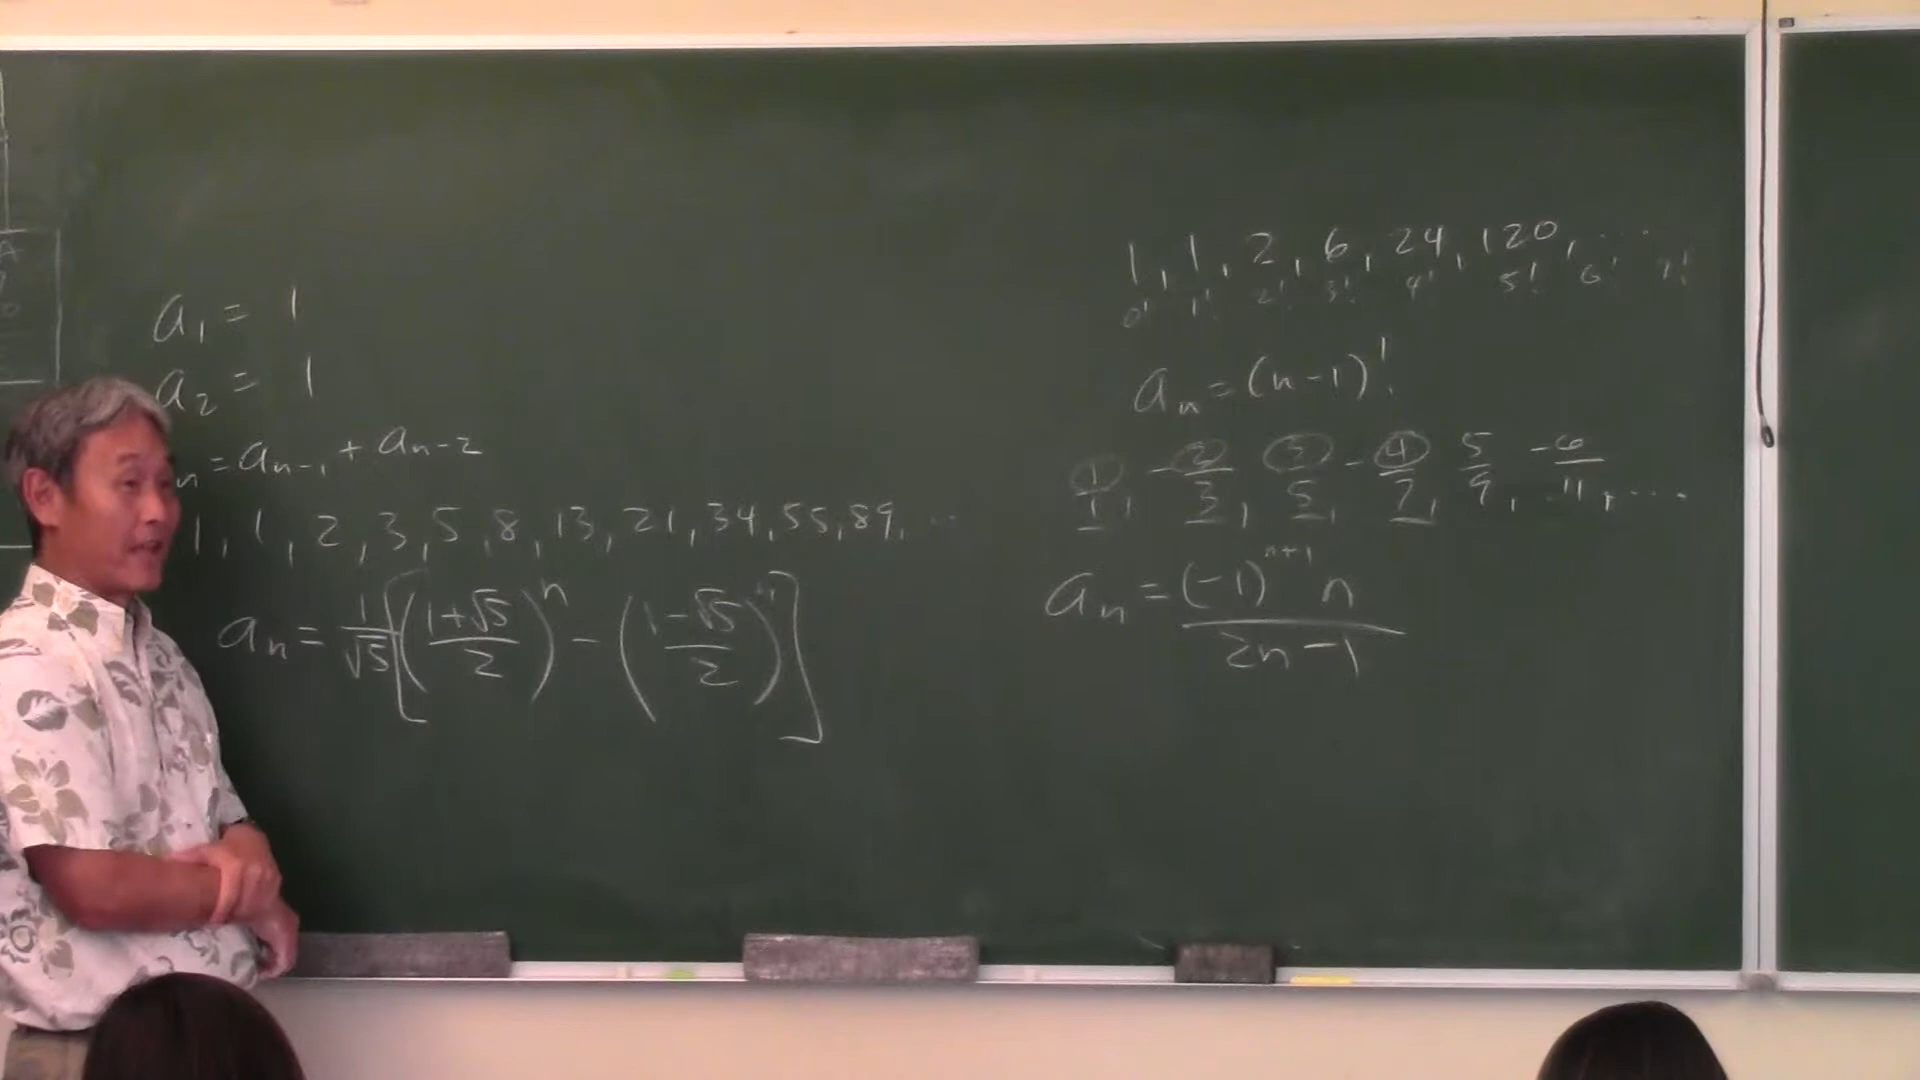 a₁ = 1
a₂ = 1
n = aₙ₋₁ + aₙ₋₂
1, 1, 2, 3, 5, 8, 13, 21, 34, 55, 89, ...
aₙ = 1/√5 [((1+√5)/2)ⁿ - ((1-√5)/2)ⁿ]
1, 1, 2, 6, 24, 120, ...
0! 1! 2! 3! 4! 5! 6! 7!
aₙ = (n-1)!
1/1, -2/3, 3/5, -4/7, 5/9, -6/11, ...
aₙ = (-1)ⁿ⁺¹ n / 2n-1